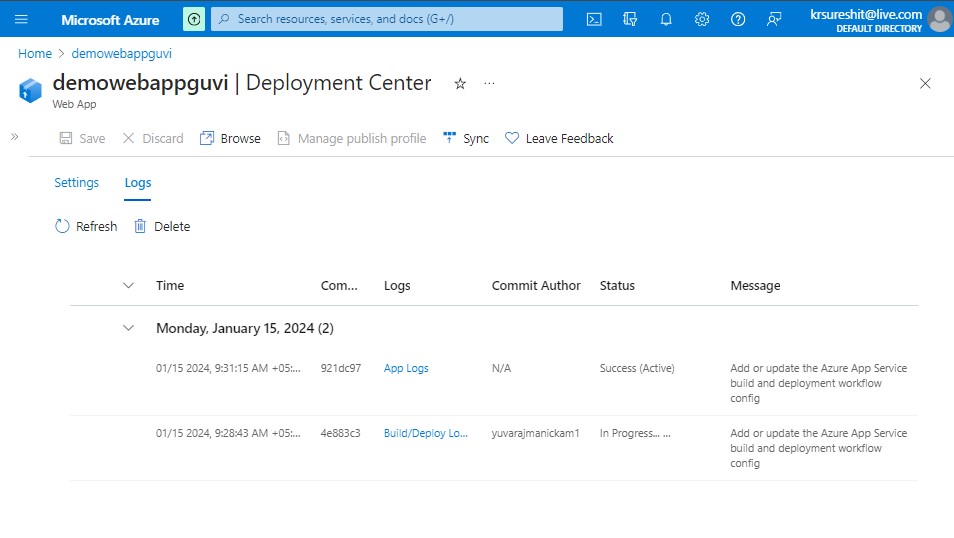 Microsoft Azure
Search resources, services, and docs (G+/)
krsureshit@live.com
DEFAULT DIRECTORY
Home > demowebappguvi
demowebappguvi | Deployment Center
Web App
Save Discard Browse Manage publish profile Sync Leave Feedback
Settings Logs
Refresh Delete
Time Com... Logs Commit Author Status Message
Monday, January 15, 2024 (2)
01/15 2024, 9:31:15 AM +05:... 921dc97 App Logs N/A Success (Active) Add or update the Azure App Service
build and deployment workflow
config
01/15 2024, 9:28:43 AM +05:... 4e883c3 Build/Deploy Lo... yuvarajmanickam1 In Progress... ... Add or update the Azure App Service
build and deployment workflow
config